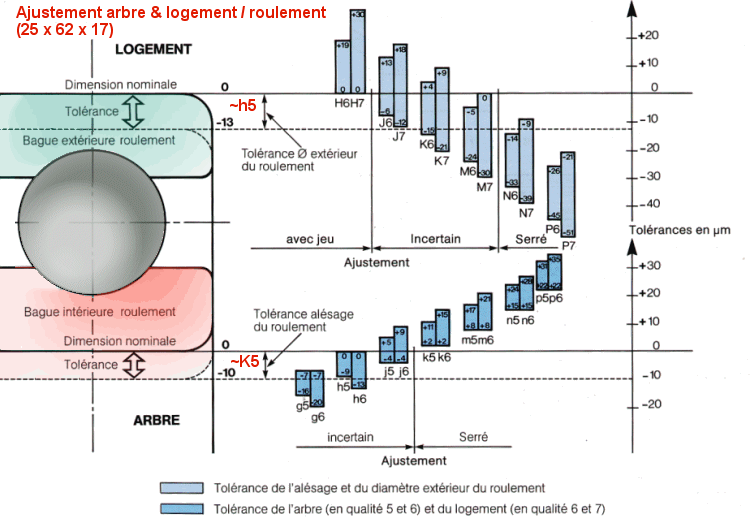 Ajustement arbre & logement / roulement
(25 x 62 x 17)
LOGEMENT
Dimension nominale
0
Tolérance
~h5
-13
Bague extérieure roulement
Tolérance Ø extérieur
du roulement
+19
0
H6
+30
0
H7
+13
-6
J6
+18
-12
J7
+4
-15
K6
+9
-21
K7
-5
-24
M6
0
-30
M7
-14
-33
N6
-9
-39
N7
-26
-45
P6
-21
-51
P7
+20
+10
0
-10
-20
-30
-40
-50
Tolérances en µm
avec jeu
Incertain
Serré
Ajustement
Bague intérieure roulement
Dimension nominale
0
Tolérance
~K5
-10
ARBRE
Tolérance alésage
du roulement
-7
-16
g5
-7
-20
g6
0
-9
h5
0
-13
h6
+5
-4
j5
+9
-4
j6
+11
+2
k5
+15
+2
k6
+17
+8
m5
+21
+8
m6
+24
+15
n5
+28
+15
n6
+31
p5
+35
p6
+30
+20
+10
0
-10
-20
incertain
Serré
Ajustement
Tolérance de l'alésage et du diamètre extérieur du roulement
Tolérance de l'arbre (en qualité 5 et 6) et du logement (en qualité 6 et 7)